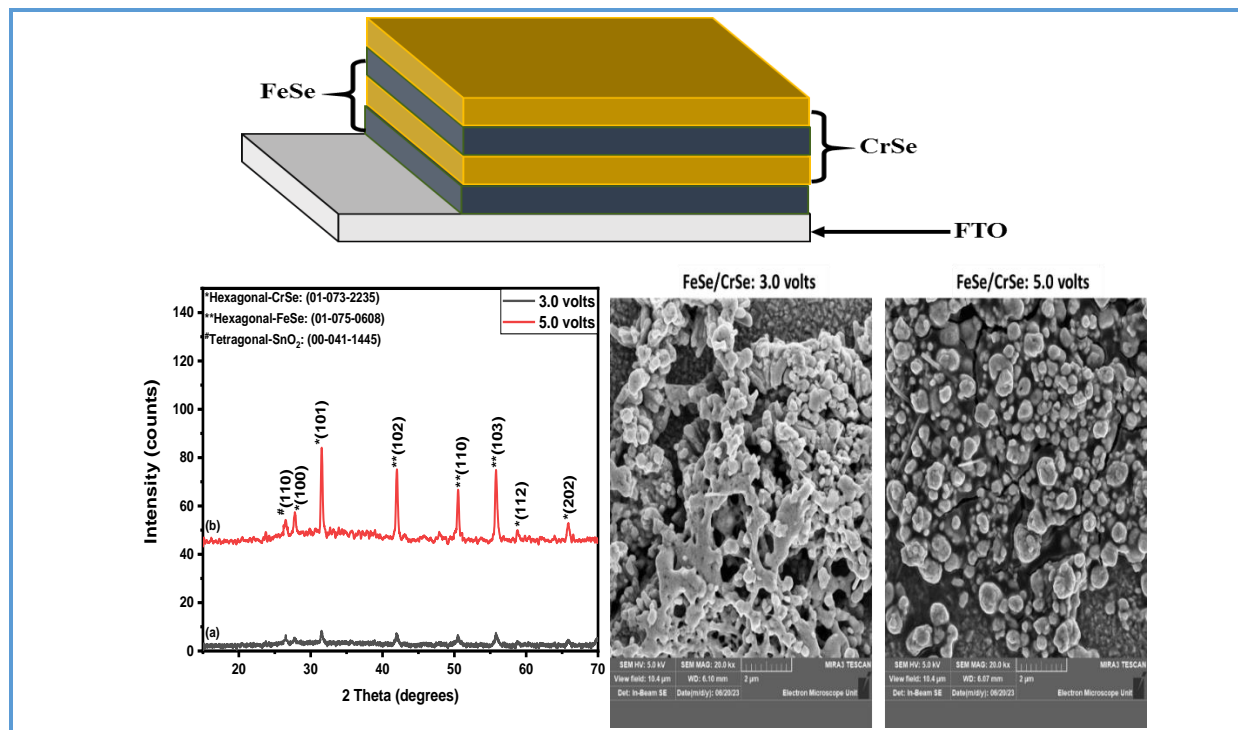 FeSe
CrSe
FTO
*Hexagonal-CrSe: (01-073-2235)
**Hexagonal-FeSe: (01-075-0608)
#Tetragonal-SnO2: (00-041-1445)
3.0 volts
5.0 volts
Intensity (counts)
140
120
100
80
60
40
20
0
#(110)
*(100)
*(101)
**(102)
**(110)
**(103)
*(112)
*(202)
(b)
(a)
20
30
40
50
60
70
2 Theta (degrees)
FeSe/CrSe: 3.0 volts
SEM HV: 5.0 kV
SEM MAG: 20.0 kx
MIRA3 TESCAN
View field: 10.4 µm
WD: 6.10 mm
2 µm
Det: In-Beam SE
Date(m/d/y): 06/20/23
Electron Microscope Unit
FeSe/CrSe: 5.0 volts
SEM HV: 5.0 kV
SEM MAG: 20.0 kx
MIRA3 TESCAN
View field: 10.4 µm
WD: 6.07 mm
2 µm
Det: In-Beam SE
Date(m/d/y): 06/20/23
Electron Microscope Unit